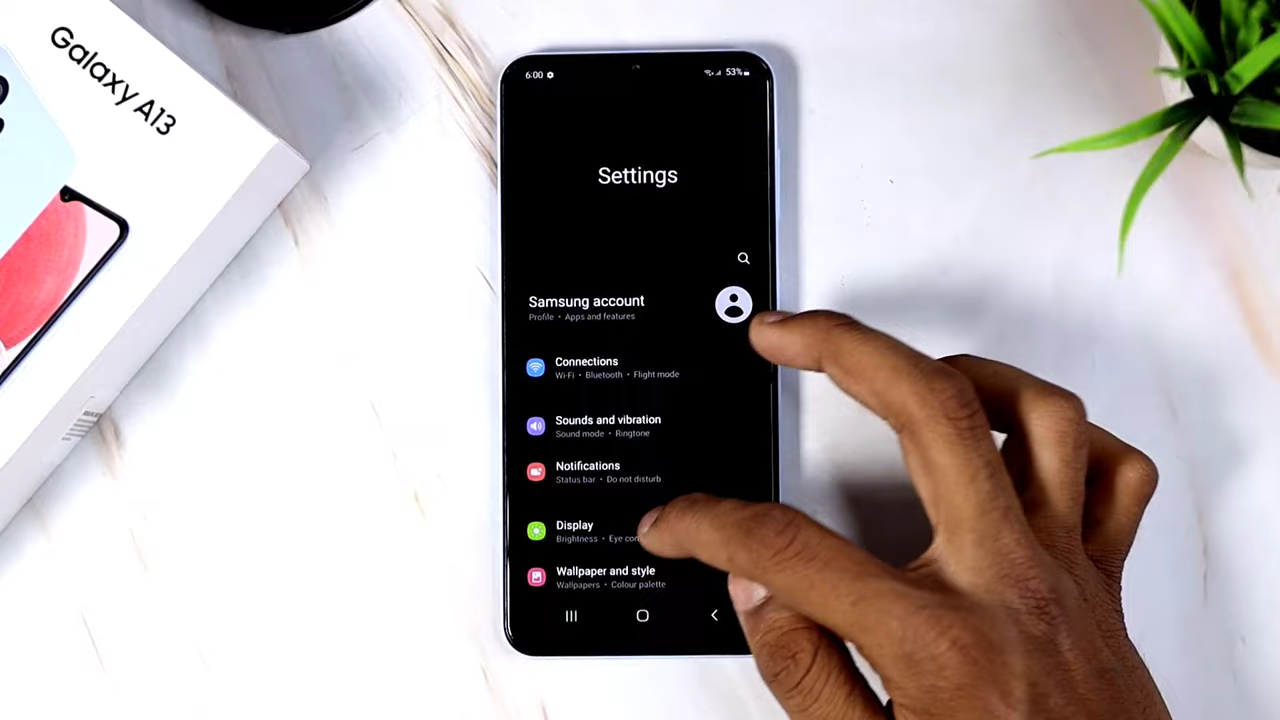 Galaxy A13
6:00
53%
Settings
Samsung account
Profile • Apps and features
Connections
Wi-Fi • Bluetooth • Flight mode
Sounds and vibration
Sound mode • Ringtone
Notifications
Status bar • Do not disturb
Display
Brightness • Eye
Wallpaper and style
Wallpapers • Colour palette